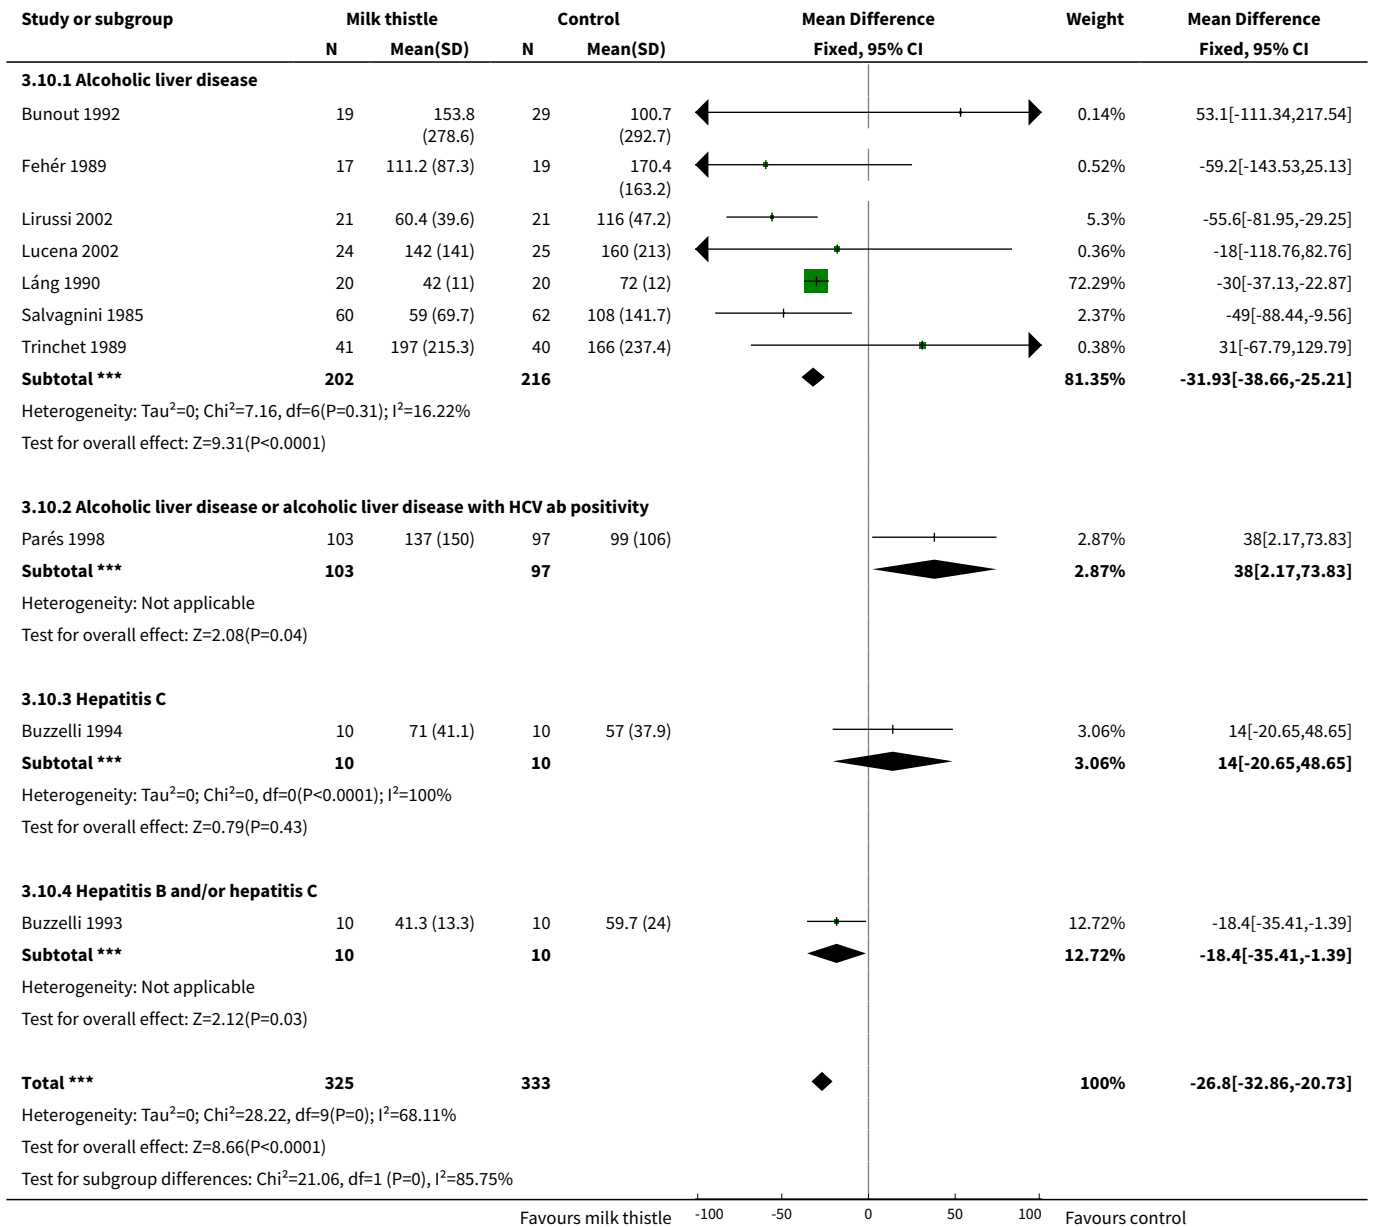 Study or subgroup Milk thistle Control Mean Difference Weight Mean Difference
N Mean(SD) N Mean(SD) Fixed, 95% CI Fixed, 95% CI
3.10.1 Alcoholic liver disease
Bunout 1992 19 153.8 29 100.7 0.14% 53.1[-111.34,217.54]
(278.6) (292.7)
Fehér 1989 17 111.2 (87.3) 19 170.4 0.52% -59.2[-143.53,25.13]
(163.2)
Lirussi 2002 21 60.4 (39.6) 21 116 (47.2) 5.3% -55.6[-81.95,-29.25]
Lucena 2002 24 142 (141) 25 160 (213) 0.36% -18[-118.76,82.76]
Láng 1990 20 42 (11) 20 72 (12) 72.29% -30[-37.13,-22.87]
Salvagnini 1985 60 59 (69.7) 62 108 (141.7) 2.37% -49[-88.44,-9.56]
Trinchet 1989 41 197 (215.3) 40 166 (237.4) 0.38% 31[-67.79,129.79]
Subtotal *** 202 216 81.35% -31.93[-38.66,-25.21]
Heterogeneity: Tau²=0; Chi²=7.16, df=6(P=0.31); I²=16.22%
Test for overall effect: Z=9.31(P<0.0001)
3.10.2 Alcoholic liver disease or alcoholic liver disease with HCV ab positivity
Parés 1998 103 137 (150) 97 99 (106) 2.87% 38[2.17,73.83]
Subtotal *** 103 97 2.87% 38[2.17,73.83]
Heterogeneity: Not applicable
Test for overall effect: Z=2.08(P=0.04)
3.10.3 Hepatitis C
Buzzelli 1994 10 71 (41.1) 10 57 (37.9) 3.06% 14[-20.65,48.65]
Subtotal *** 10 10 3.06% 14[-20.65,48.65]
Heterogeneity: Tau²=0; Chi²=0, df=0(P<0.0001); I²=100%
Test for overall effect: Z=0.79(P=0.43)
3.10.4 Hepatitis B and/or hepatitis C
Buzzelli 1993 10 41.3 (13.3) 10 59.7 (24) 12.72% -18.4[-35.41,-1.39]
Subtotal *** 10 10 12.72% -18.4[-35.41,-1.39]
Heterogeneity: Not applicable
Test for overall effect: Z=2.12(P=0.03)
Total *** 325 333 100% -26.8[-32.86,-20.73]
Heterogeneity: Tau²=0; Chi²=28.22, df=9(P=0); I²=68.11%
Test for overall effect: Z=8.66(P<0.0001)
Test for subgroup differences: Chi²=21.06, df=1 (P=0), I²=85.75%
Favours milk thistle -100 -50 0 50 100 Favours control